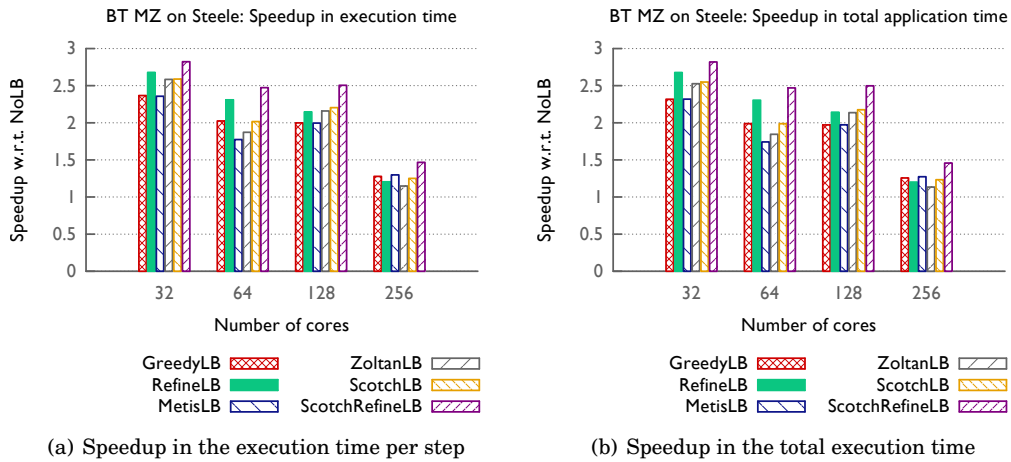 BT MZ on Steele: Speedup in execution time
Speedup w.r.t. NoLB
3
2.5
2
1.5
1
0.5
0
32 64 128 256
Number of cores
GreedyLB ZoltanLB
RefineLB ScotchLB
MetisLB ScotchRefineLB
(a) Speedup in the execution time per step
BT MZ on Steele: Speedup in total application time
Speedup w.r.t. NoLB
3
2.5
2
1.5
1
0.5
0
32 64 128 256
Number of cores
GreedyLB ZoltanLB
RefineLB ScotchLB
MetisLB ScotchRefineLB
(b) Speedup in the total execution time